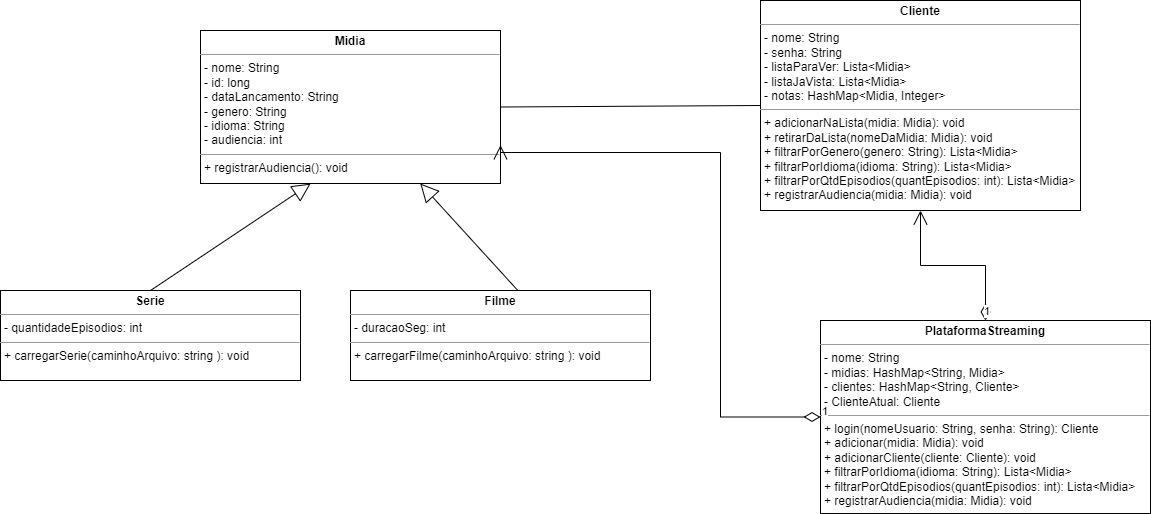 Midia
- nome: String
- id: long
- dataLancamento: String
- genero: String
- idioma: String
- audiencia: int
+ registrarAudiencia(): void
Cliente
- nome: String
- senha: String
- listaParaVer: Lista<Midia>
- listaJaVista: Lista<Midia>
- notas: HashMap<Midia, Integer>
+ adicionarNaLista(midia: Midia): void
+ retirarDaLista(nomeDaMidia: Midia): void
+ filtrarPorGenero(genero: String): Lista<Midia>
+ filtrarPorIdioma(idioma: String): Lista<Midia>
+ filtrarPorQtdEpisodios(quantEpisodios: int): Lista<Midia>
+ registrarAudiencia(midia: Midia): void
Serie
- quantidadeEpisodios: int
+ carregarSerie(caminhoArquivo: string ): void
Filme
- duracaoSeg: int
+ carregarFilme(caminhoArquivo: string ): void
1
PlataformaStreaming
- nome: String
- midias: HashMap<String, Midia>
- clientes: HashMap<String, Cliente>
- ClienteAtual: Cliente
1
+ login(nomeUsuario: String, senha: String): Cliente
+ adicionar(midia: Midia): void
+ adicionarCliente(cliente: Cliente): void
+ filtrarPorIdioma(idioma: String): Lista<Midia>
+ filtrarPorQtdEpisodios(quantEpisodios: int): Lista<Midia>
+ registrarAudiencia(midia: Midia): void